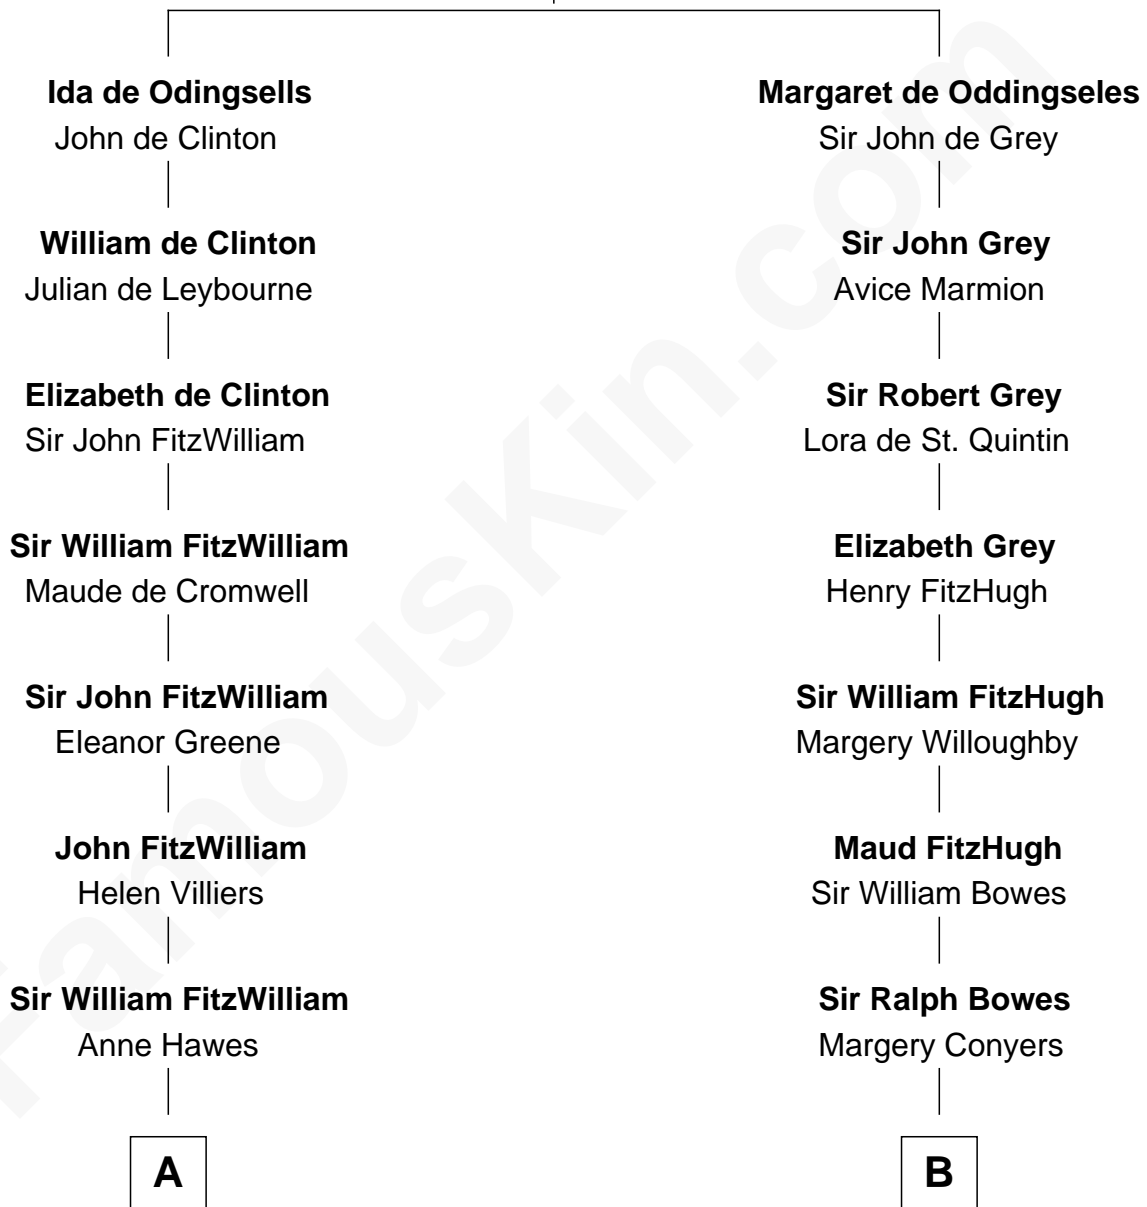 Ida de Odingsells
John de Clinton
William de Clinton
Julian de Leybourne
Elizabeth de Clinton
Sir John FitzWilliam
Sir William FitzWilliam
Maude de Cromwell
Sir John FitzWilliam
Eleanor Greene
John FitzWilliam
Helen Villiers
Sir William FitzWilliam
Anne Hawes
A
Margaret de Oddingseles
Sir John de Grey
Sir John Grey
Avice Marmion
Sir Robert Grey
Lora de St. Quintin
Elizabeth Grey
Henry FitzHugh
Sir William FitzHugh
Margery Willoughby
Maud FitzHugh
Sir William Bowes
Sir Ralph Bowes
Margery Conyers
B
FamousKin.com